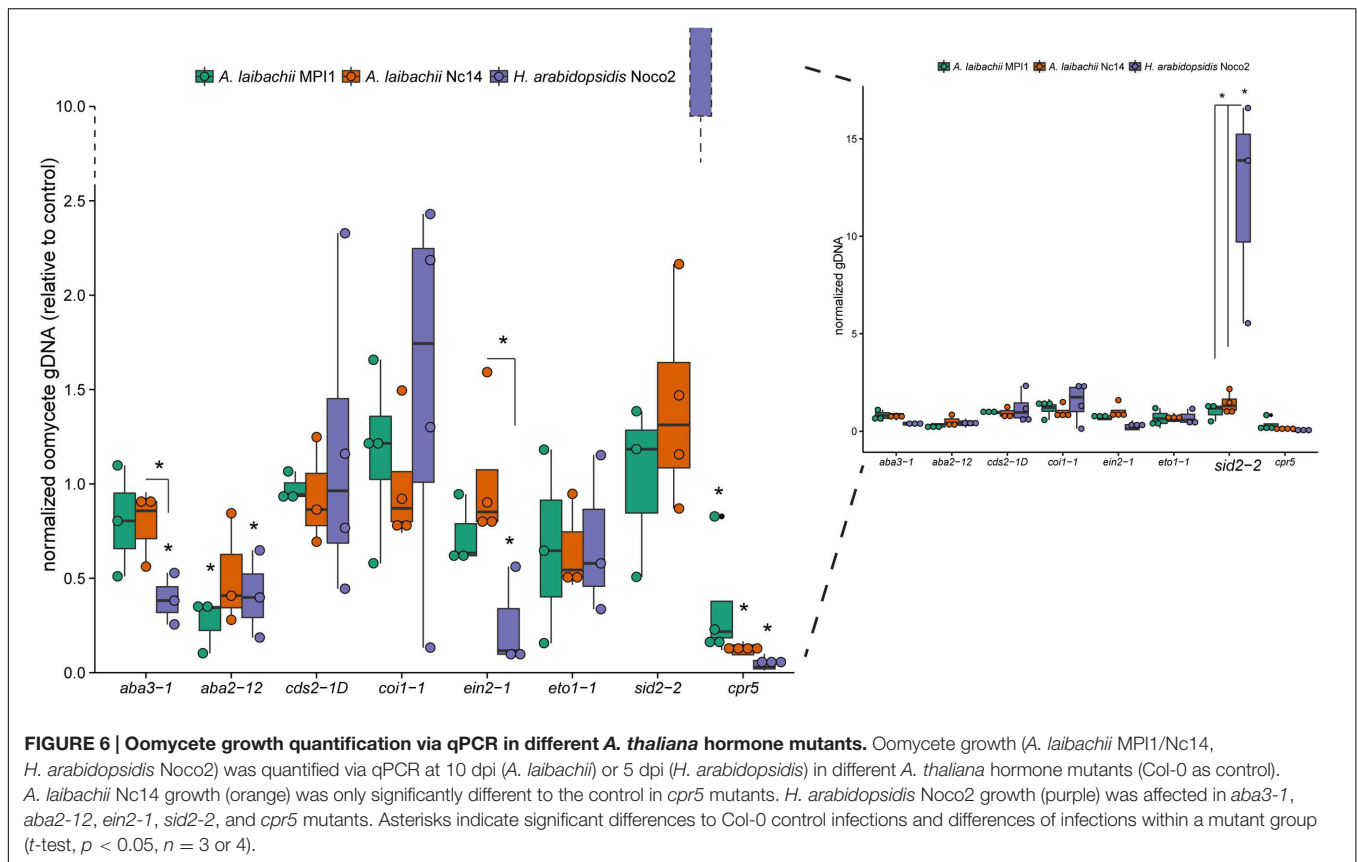 A. laibachii MPI1 A. laibachii Nc14 H. arabidopsidis Noco2
normalized oomycete gDNA (relative to control)
10.0
2.5
2.0
1.5
1.0
0.5
0.0
* * * * * * * * *
aba3-1 aba2-12 cds2-1D coi1-1 ein2-1 eto1-1 sid2-2 cpr5
A. laibachii MPI1 A. laibachii Nc14 H. arabidopsidis Noco2
normalized gDNA
* *
15
10
5
0
aba3-1 aba2-12 cds2-1D coi1-1 ein2-1 eto1-1 sid2-2 cpr5
FIGURE 6 | Oomycete growth quantification via qPCR in different A. thaliana hormone mutants. Oomycete growth (A. laibachii MPI1/Nc14,
H. arabidopsidis Noco2) was quantified via qPCR at 10 dpi (A. laibachii) or 5 dpi (H. arabidopsidis) in different A. thaliana hormone mutants (Col-0 as control).
A. laibachii Nc14 growth (orange) was only significantly different to the control in cpr5 mutants. H. arabidopsidis Noco2 growth (purple) was affected in aba3-1,
aba2-12, ein2-1, sid2-2, and cpr5 mutants. Asterisks indicate significant differences to Col-0 control infections and differences of infections within a mutant group
(t-test, p < 0.05, n = 3 or 4).